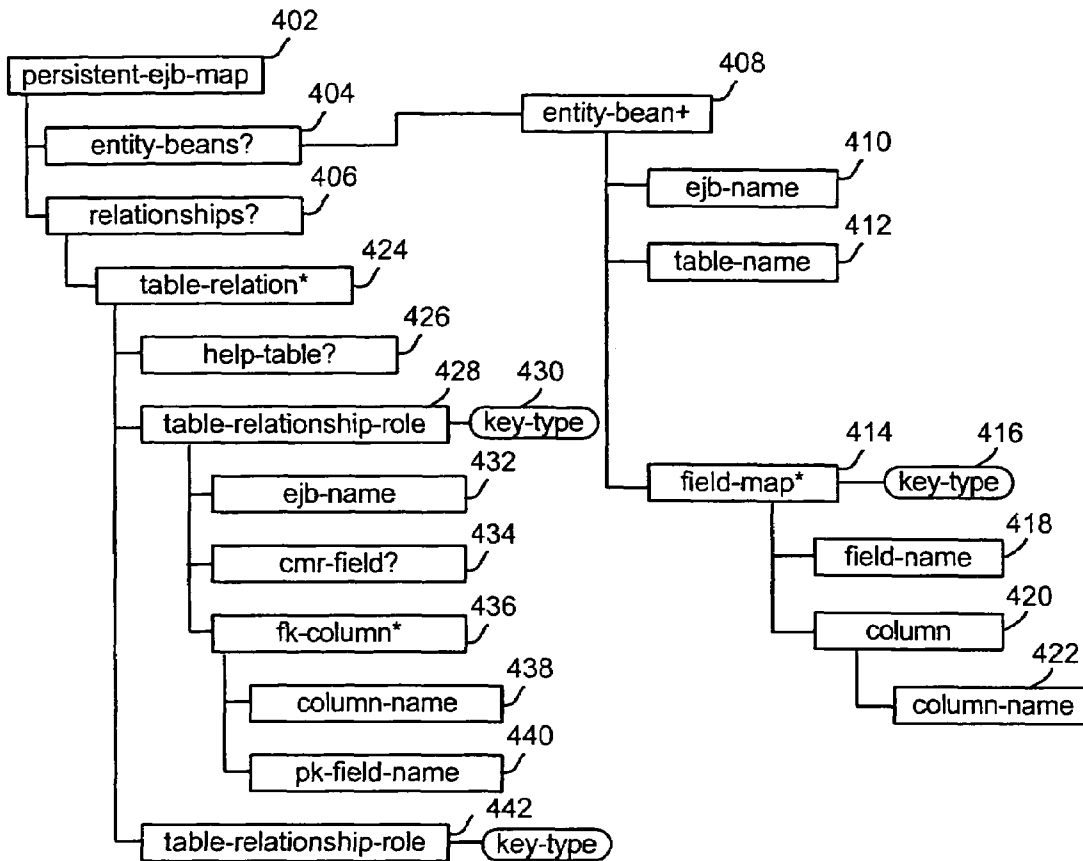 402
persistent-ejb-map
404
entity-beans?
406
relationships?
424
table-relation*
426
help-table?
428
table-relationship-role
430
key-type
432
ejb-name
434
cmr-field?
436
fk-column*
438
column-name
440
pk-field-name
442
table-relationship-role
key-type
408
entity-bean+
410
ejb-name
412
table-name
414
field-map*
416
key-type
418
field-name
420
column
422
column-name